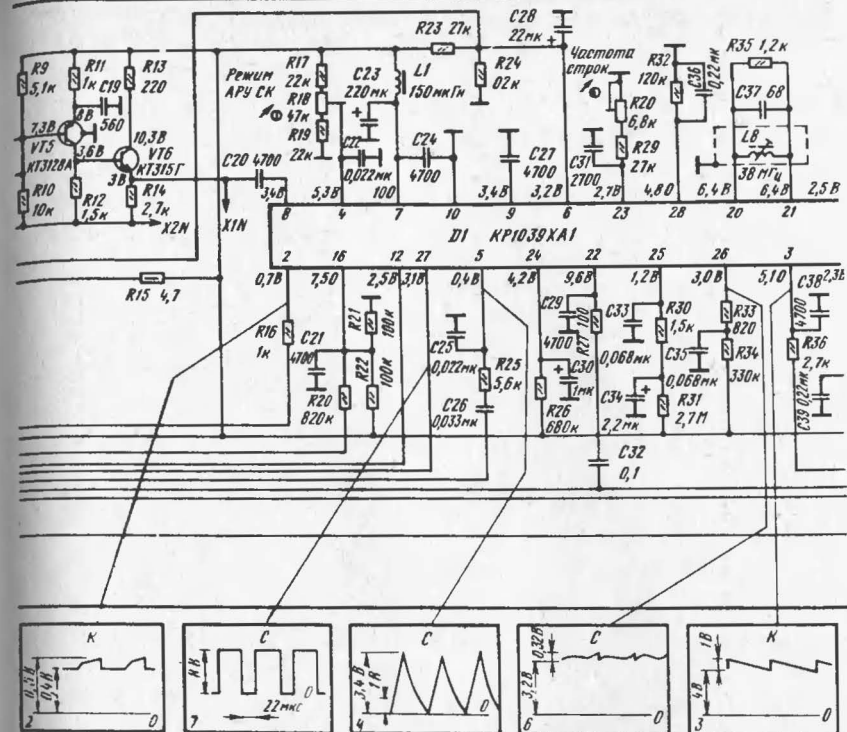 R23 27к
C28
22мк +
R9
5,1к
R11
1к
C19
R13
220
Режим
АРУ СК
R17
22к
R18
47к
R19
22к
C23
220мк
+
L1
150мкГн
R24
02к
Частота
строк
R20
6,8к
R29
27к
R32
120к
C36
0,22мк
R35 1,2к
C37 68
L8
38 МГц
8В
560
7,3В
VT5
КТ3128А
3,6В
10,3В
VT6
КТ315Г
3В
R10
10к
R12
1,5к
R14
2,7к
C20 4700
X1N
X2N
C22
0,022мк
C24
4700
C27
4700
C31
2700
3,4В
5,3В
100
3,4В
3,2В
2,7В
4,8О
6,4В
6,4В
2,5В
8
4
7
10
9
6
23
28
20
21
D1 КР1039ХА1
2
16
12
27
5
24
22
25
26
3
0,7В
7,5О
2,5В
3,1В
0,4В
4,2В
9,6В
1,2В
3,0В
5,1О
C38
2,3В
R15 4,7
R16
1к
C21
4700
R21
100к
R22
100к
R20
820к
C25
0,022мк
R25
5,6к
C26
0,033мк
C29
4700
R27
100
C30
1мк
+
R26
680к
C33
0,068мк
R30
1,5к
C34
+
2,2мк
R31
2,7М
C35
0,068мк
R33
820
R34
330к
4700
R36
2,7к
C39 0,22мк
C32
0,1
К
0,4В
2
О
С
О
22мкс
7
С
3,4В
1В
О
4
С
0,32В
3,2В
6
О
К
1В
4В
3
О